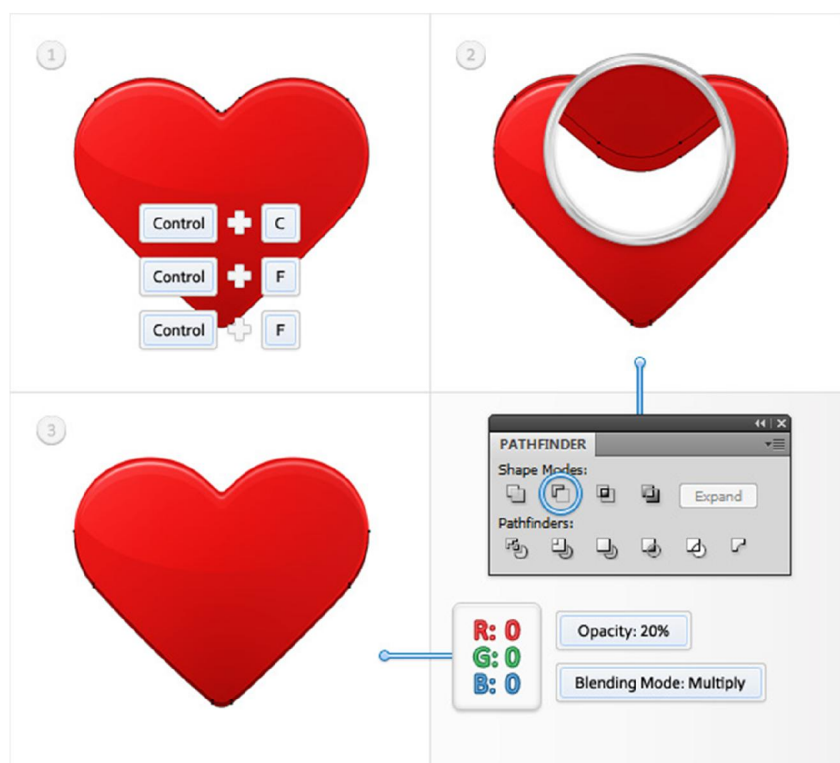 1
Control + C
Control + F
Control + F
2
3
PATHFINDER
Shape Modes:
Expand
Pathfinders:
R: 0
G: 0
B: 0
Opacity: 20%
Blending Mode: Multiply